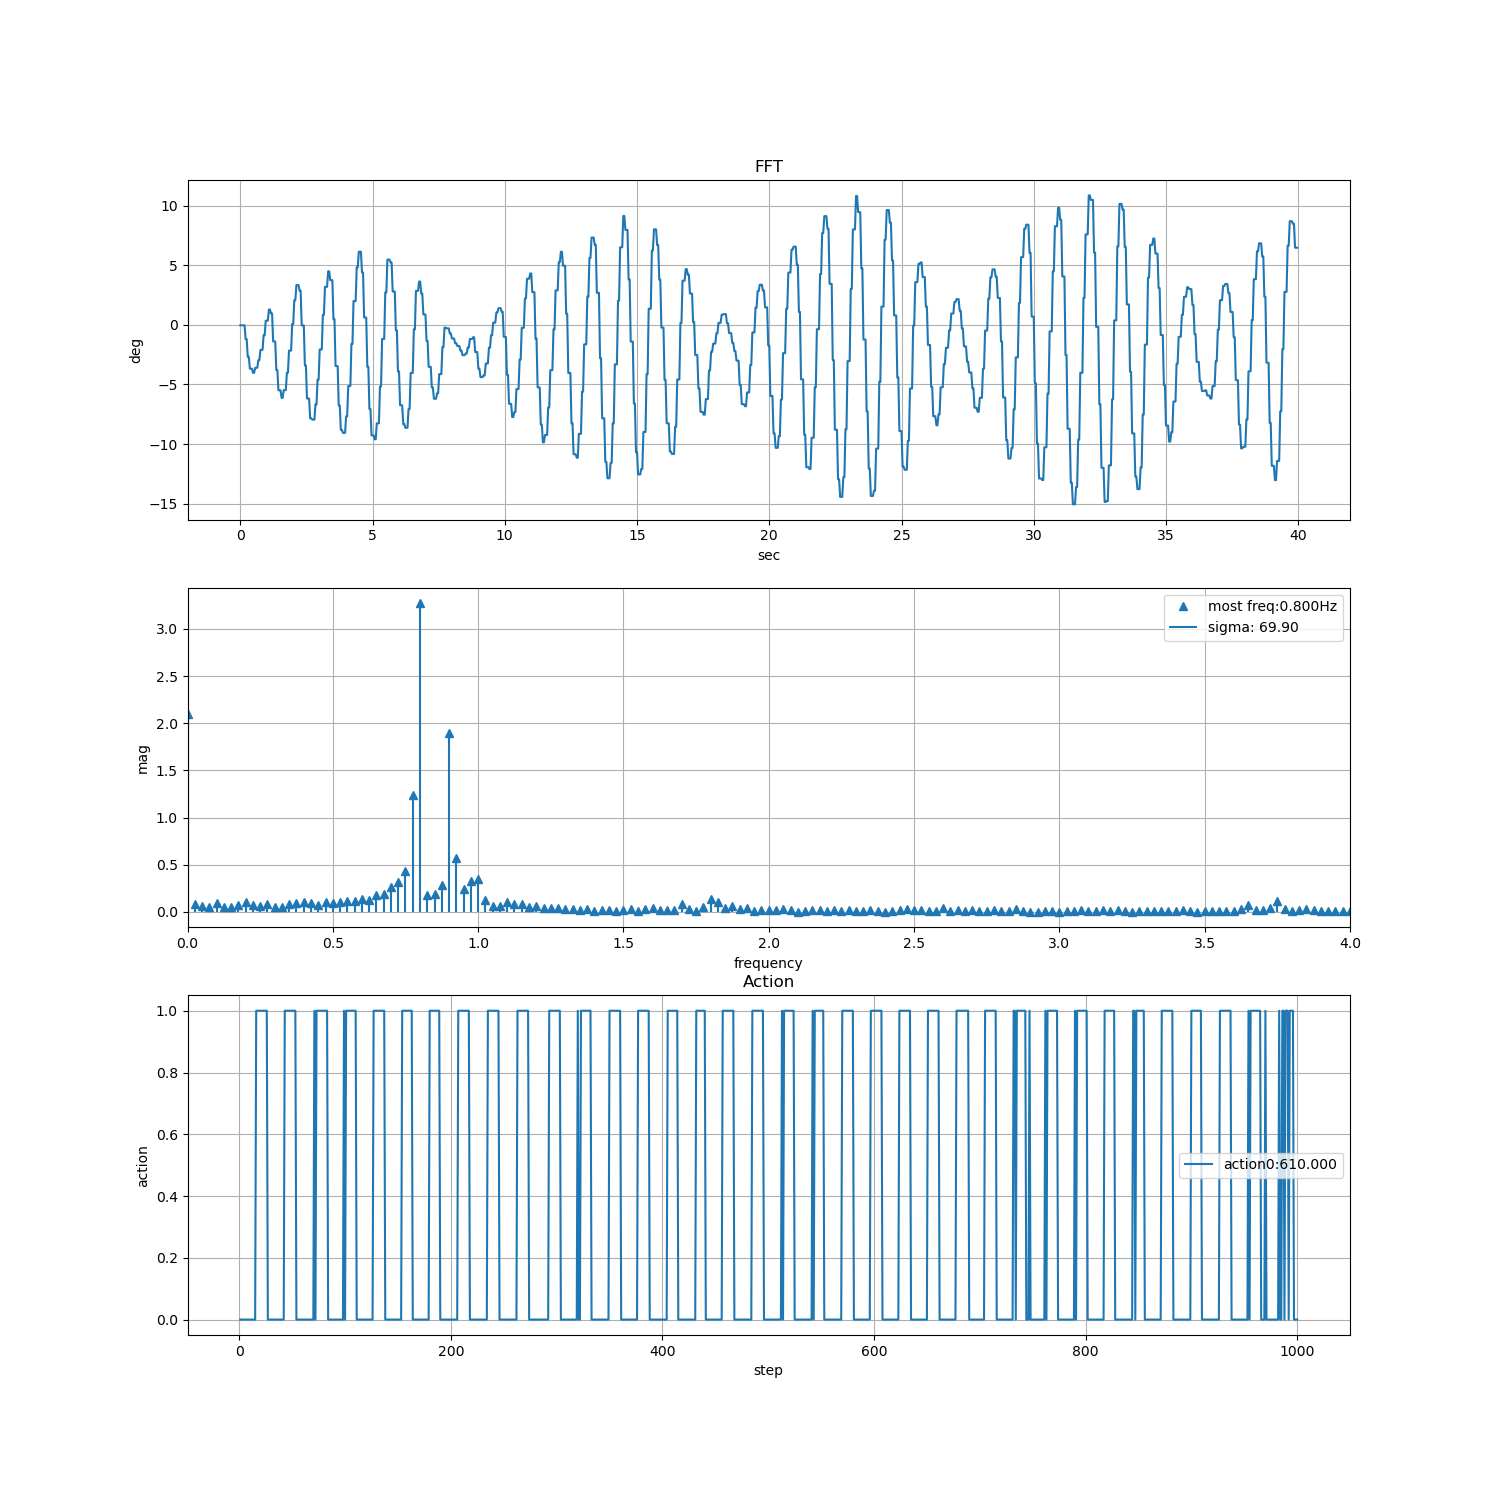 FFT
10
5
0
−5
−10
−15
deg
0 5 10 15 20 25 30 35 40
sec
most freq:0.800Hz
sigma: 69.90
3.0
2.5
2.0
1.5
1.0
0.5
0.0
mag
0.0 0.5 1.0 1.5 2.0 2.5 3.0 3.5 4.0
frequency
Action
1.0
0.8
0.6
0.4
0.2
0.0
action
action0:610.000
0 200 400 600 800 1000
step